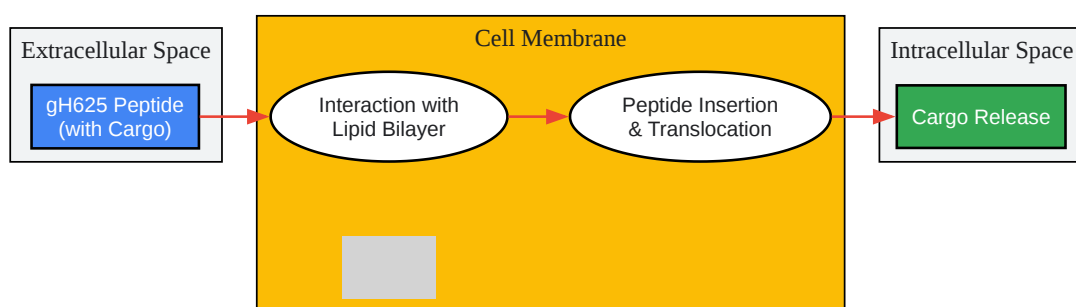 Extracellular Space
gH625 Peptide
(with Cargo)
Cell Membrane
Interaction with
Lipid Bilayer
Peptide Insertion
& Translocation
Intracellular Space
Cargo Release